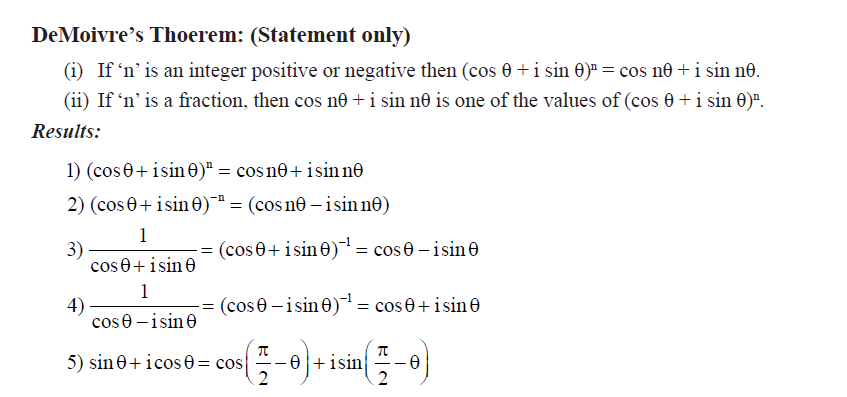 DeMoivre's Thoerem: (Statement only)
(i) If 'n' is an integer positive or negative then (cos θ + i sin θ)ⁿ = cos nθ + i sin nθ.
(ii) If 'n' is a fraction, then cos nθ + i sin nθ is one of the values of (cos θ + i sin θ)ⁿ.
Results:
1) (cosθ + isinθ)ⁿ = cosnθ + isinnθ
2) (cosθ + isinθ)⁻ⁿ = (cosnθ – isinnθ)
3) 1/(cosθ + isinθ) = (cosθ + isinθ)⁻¹ = cosθ – isinθ
4) 1/(cosθ – isinθ) = (cosθ – isinθ)⁻¹ = cosθ + isinθ
5) sinθ + icosθ = cos(π/2 – θ) + isin(π/2 – θ)